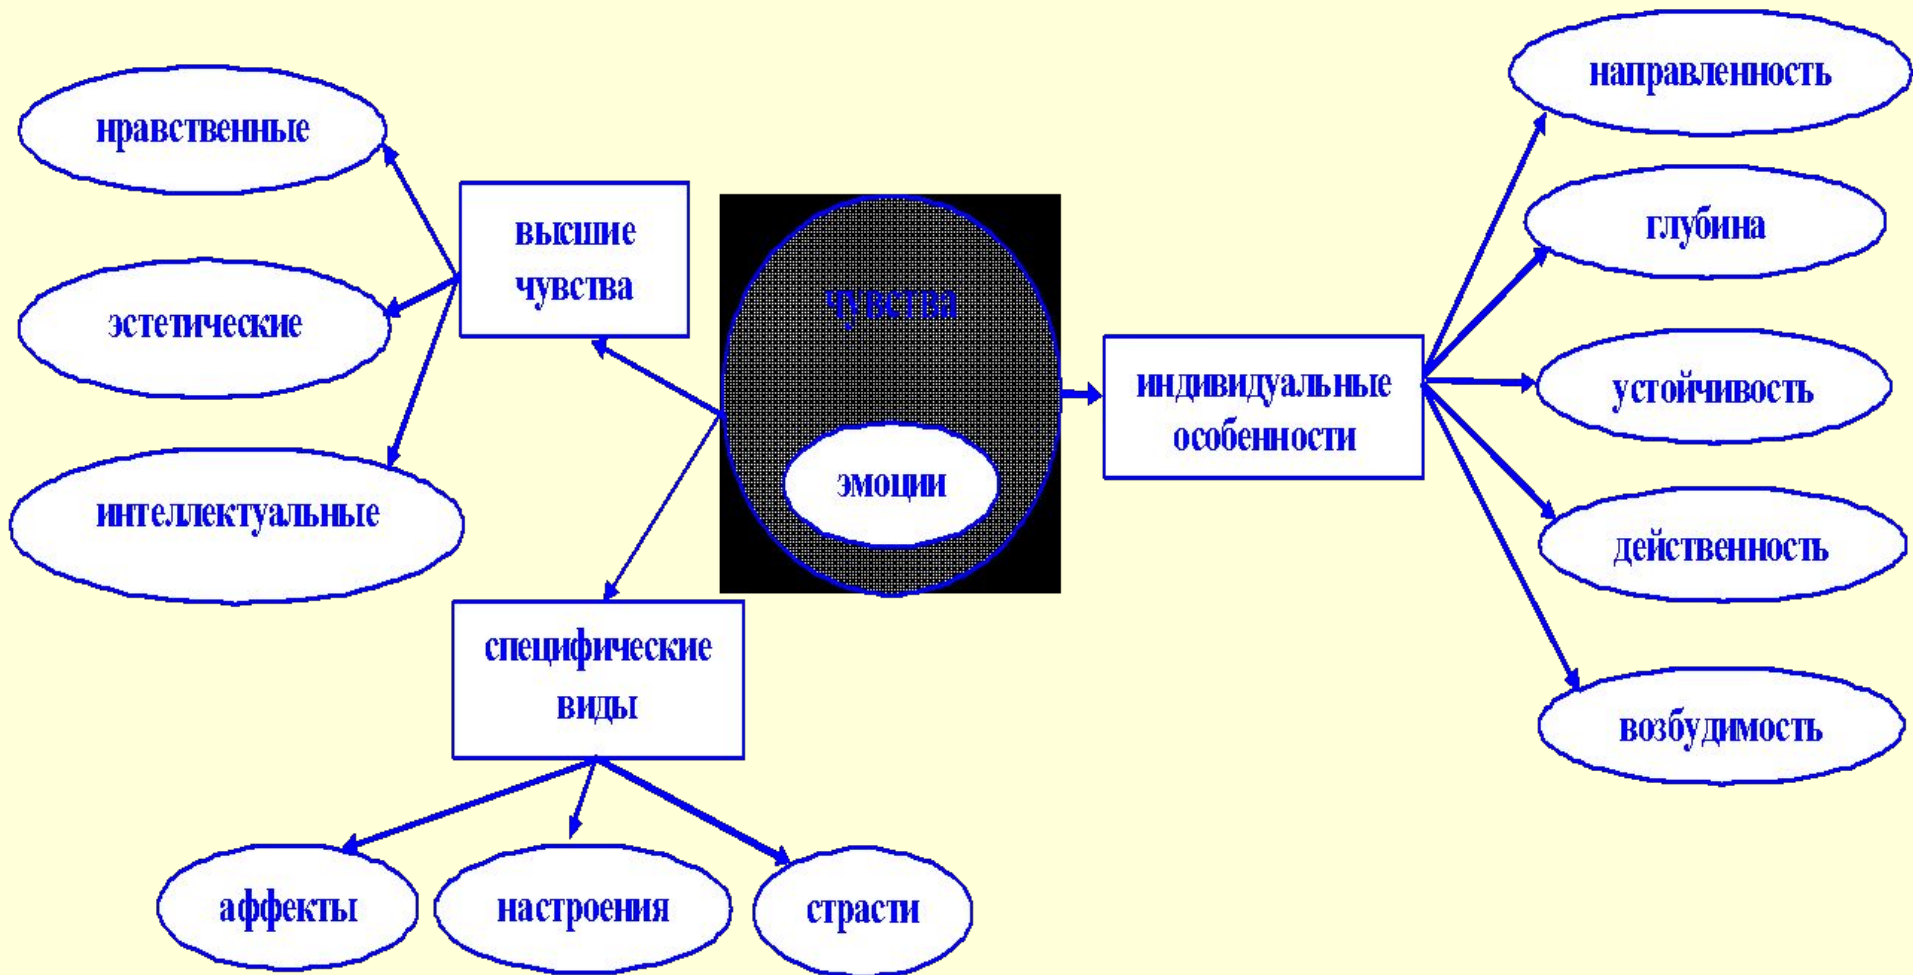 нравственные
эстетические
интеллектуальные
высшие
чувства
чувства
эмоции
специфические
виды
аффекты
настроения
страсти
индивидуальные
особенности
направленность
глубина
устойчивость
действенность
возбудимость